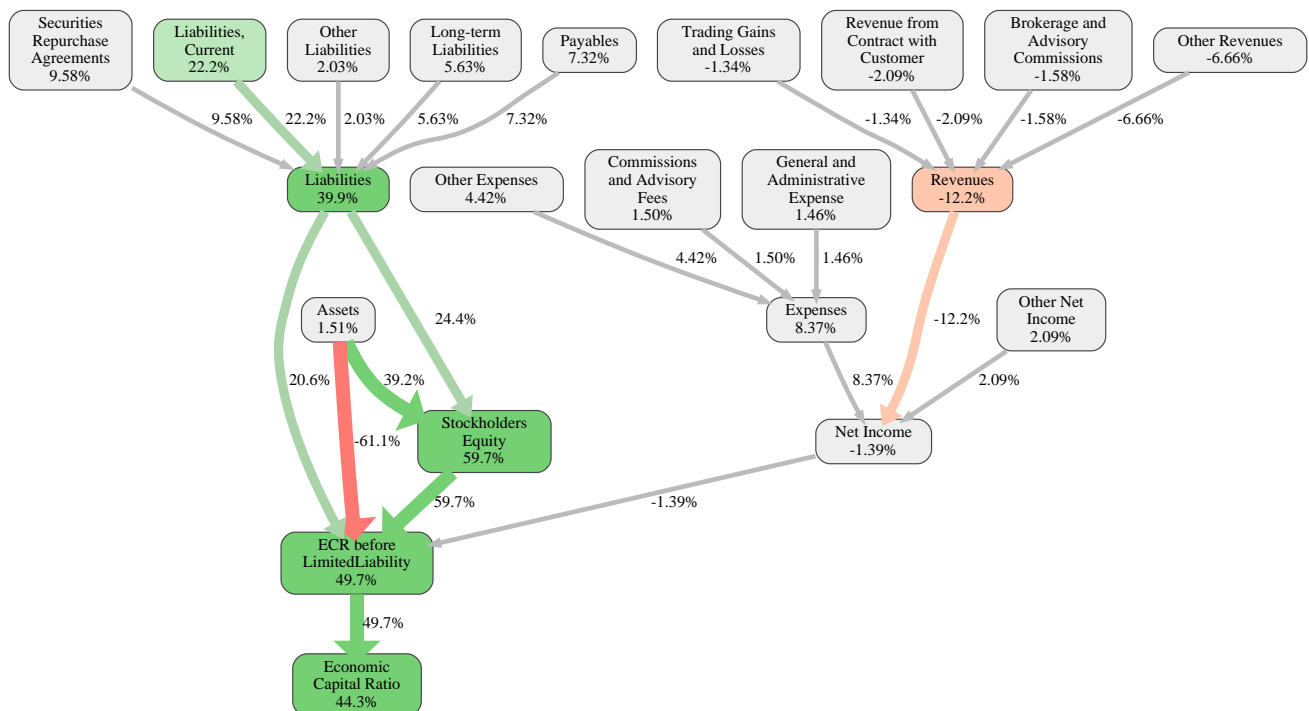 Securities
Repurchase
Agreements
9.58%
Liabilities,
Current
22.2%
Other
Liabilities
2.03%
Long-term
Liabilities
5.63%
Payables
7.32%
Trading Gains
and Losses
-1.34%
Revenue from
Contract with
Customer
-2.09%
Brokerage and
Advisory
Commissions
-1.58%
Other Revenues
-6.66%
9.58%
22.2%
2.03%
5.63%
7.32%
-1.34%
-2.09%
-1.58%
-6.66%
Liabilities
39.9%
Other Expenses
4.42%
Commissions
and Advisory
Fees
1.50%
General and
Administrative
Expense
1.46%
Revenues
-12.2%
4.42%
1.50%
1.46%
Assets
1.51%
24.4%
Expenses
8.37%
-12.2%
Other Net
Income
2.09%
20.6%
39.2%
8.37%
2.09%
-61.1%
Stockholders
Equity
59.7%
Net Income
-1.39%
59.7%
-1.39%
ECR before
LimitedLiability
49.7%
49.7%
Economic
Capital Ratio
44.3%